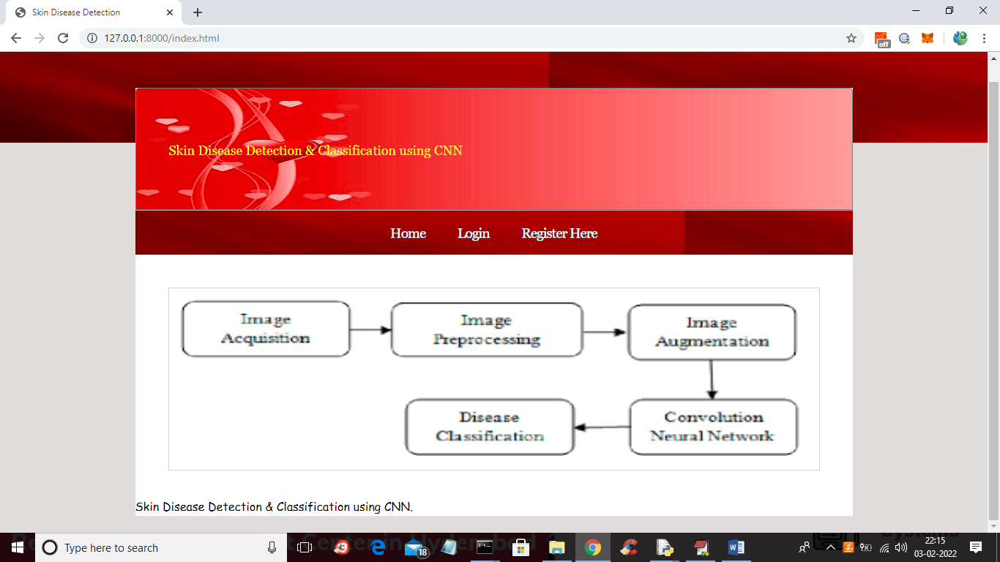 Skin Disease Detection
127.0.0.1:8000/index.html
off
Skin Disease Detection & Classification using CNN
Home Login Register Here
Image Acquisition
Image Preprocessing
Image Augmentation
Disease Classification
Convolution Neural Network
Skin Disease Detection & Classification using CNN.
Type here to search
18
22:15
03-02-2022